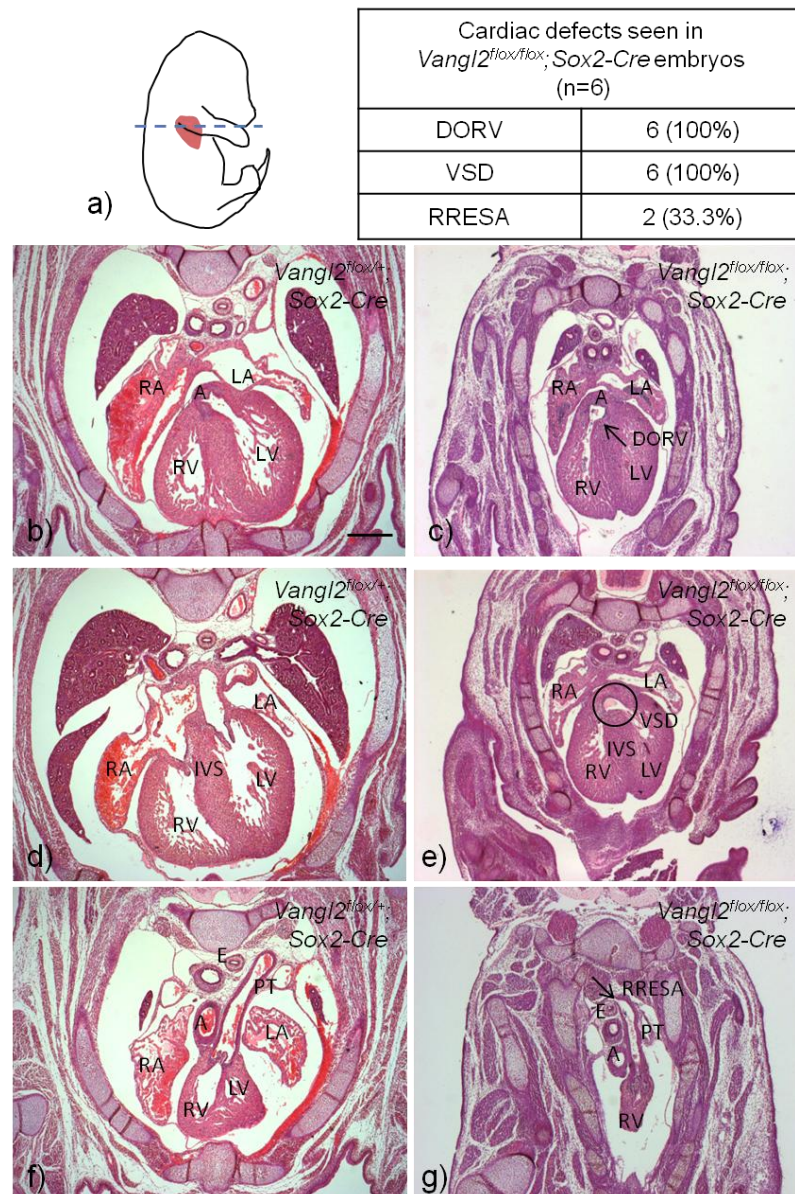 Cardiac defects seen in
Vangl2flox/flox;Sox2-Cre embryos
(n=6)
DORV 6 (100%)
VSD 6 (100%)
RRESA 2 (33.3%)
a)
Vangl2flox/+;
Sox2-Cre
RA
LA
A
RV
LV
b)
Vangl2flox/flox;
Sox2-Cre
RA
LA
A
DORV
RV
LV
c)
Vangl2flox/+;
Sox2-Cre
LA
RA
IVS
LV
RV
d)
Vangl2flox/flox;
Sox2-Cre
RA
LA
VSD
IVS
RV
LV
e)
Vangl2flox/+;
Sox2-Cre
E
PT
A
LA
RA
LV
RV
f)
Vangl2flox/flox;
Sox2-Cre
RRESA
E
PT
A
RV
g)